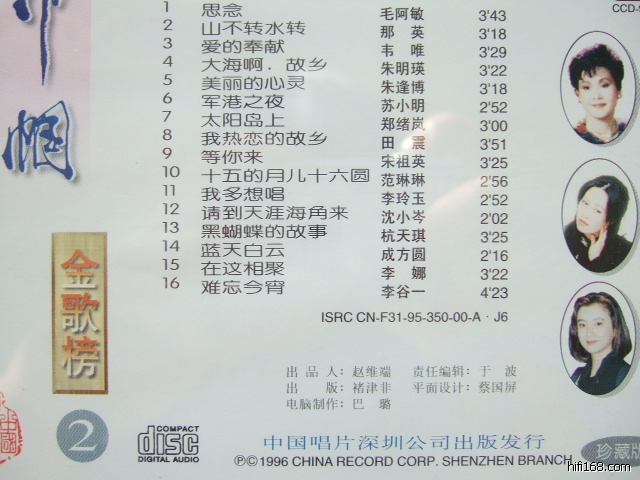 CCD-
1 思念 毛阿敏 3'43
2 山不转水转 那英 3'18
3 爱的奉献 韦唯 3'29
4 大海啊，故乡 朱明瑛 3'22
5 美丽的心灵 朱逢博 3'18
6 军港之夜 苏小明 2'52
7 太阳岛上 郑绪岚 3'00
8 我热恋的故乡 田震 3'51
9 等你来 宋祖英 3'25
10 十五的月儿十六圆 范琳琳 2'56
11 我多想唱 李玲玉 2'52
12 请到天涯海角来 沈小岑 2'02
13 黑蝴蝶的故事 杭天琪 3'25
14 蓝天白云 成方圆 2'16
15 在这相聚 李娜 3'22
16 难忘今宵 李谷一 4'23
巾帼
金歌榜
2
ISRC CN-F31-95-350-00-A · J6
出品人：赵维端 责任编辑：于波
出版：褚津非 平面设计：蔡国屏
电脑制作：巴璐
COMPACT
disc
DIGITAL AUDIO
中国唱片深圳公司出版发行
Ⓟ©1996 CHINA RECORD CORP. SHENZHEN BRANCH
珍藏版
hifi168.com